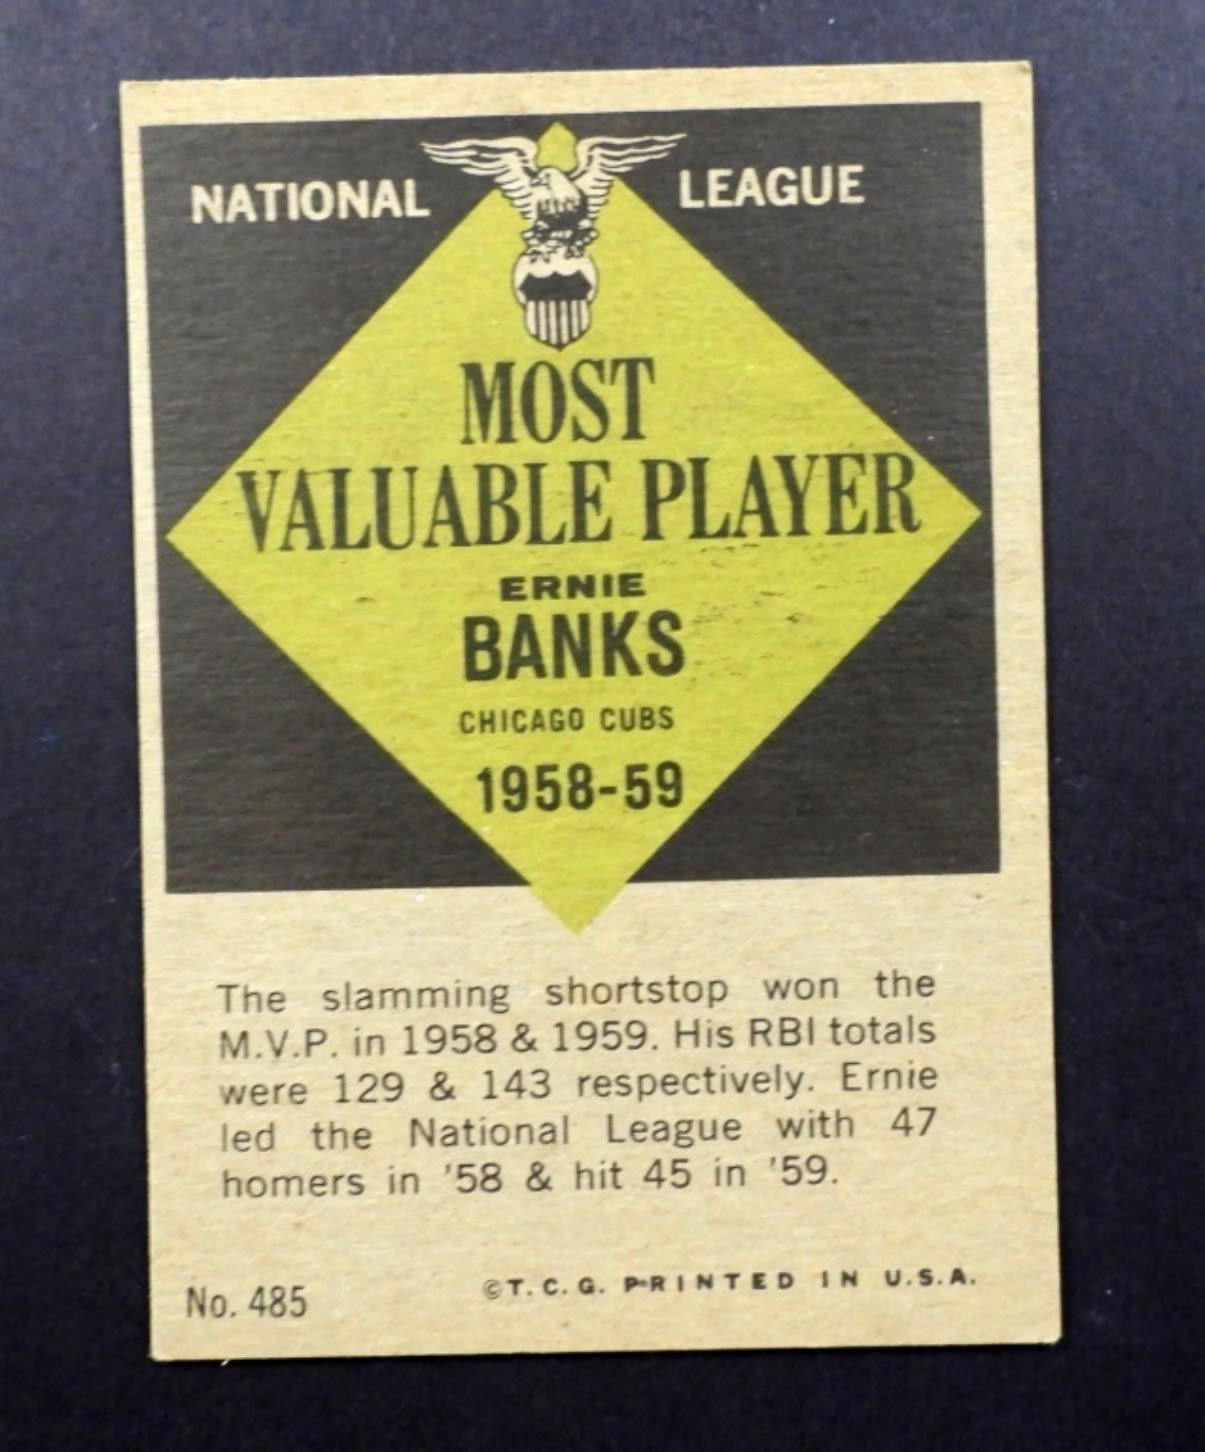 NATIONAL LEAGUE
MOST
VALUABLE PLAYER
ERNIE
BANKS
CHICAGO CUBS
1958-59
The slamming shortstop won the
M.V.P. in 1958 & 1959. His RBI totals
were 129 & 143 respectively. Ernie
led the National League with 47
homers in '58 & hit 45 in '59.
No. 485
©T.C.G. PRINTED IN U.S.A.